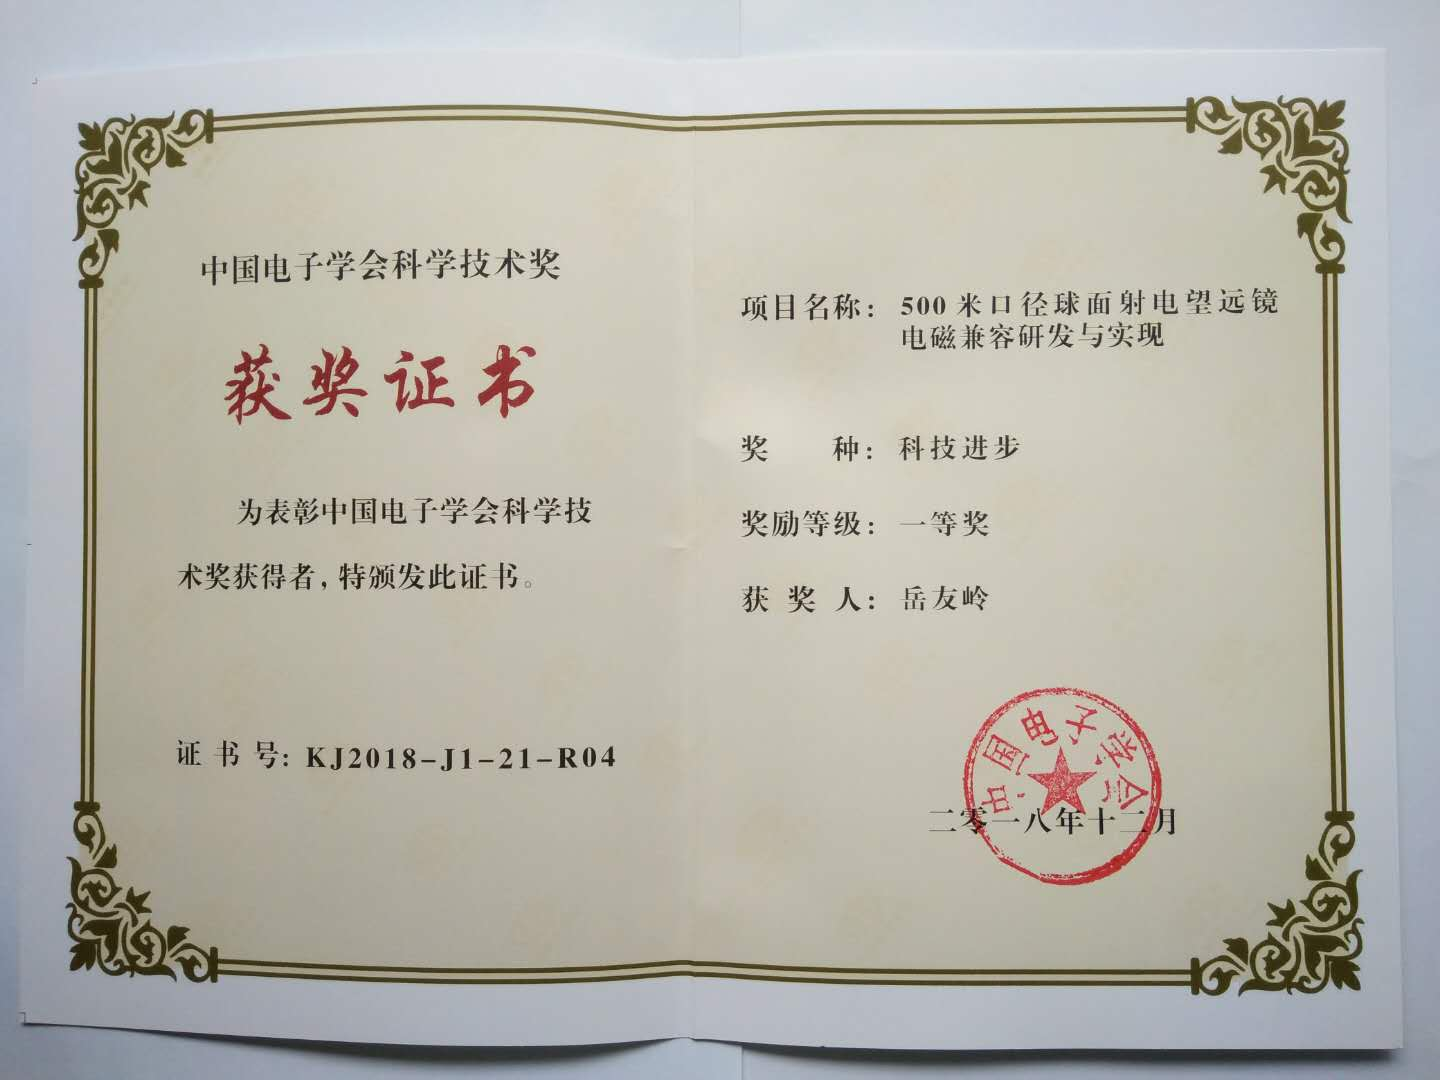 中国电子学会科学技术奖
获奖证书
为表彰中国电子学会科学技
术奖获得者，特颁发此证书。
证书号：KJ2018-J1-21-R04
项目名称：500米口径球面射电望远镜
电磁兼容研发与实现
奖 种：科技进步
奖励等级：一等奖
获奖人：岳友岭
中国电子学会
二零一八年十二月